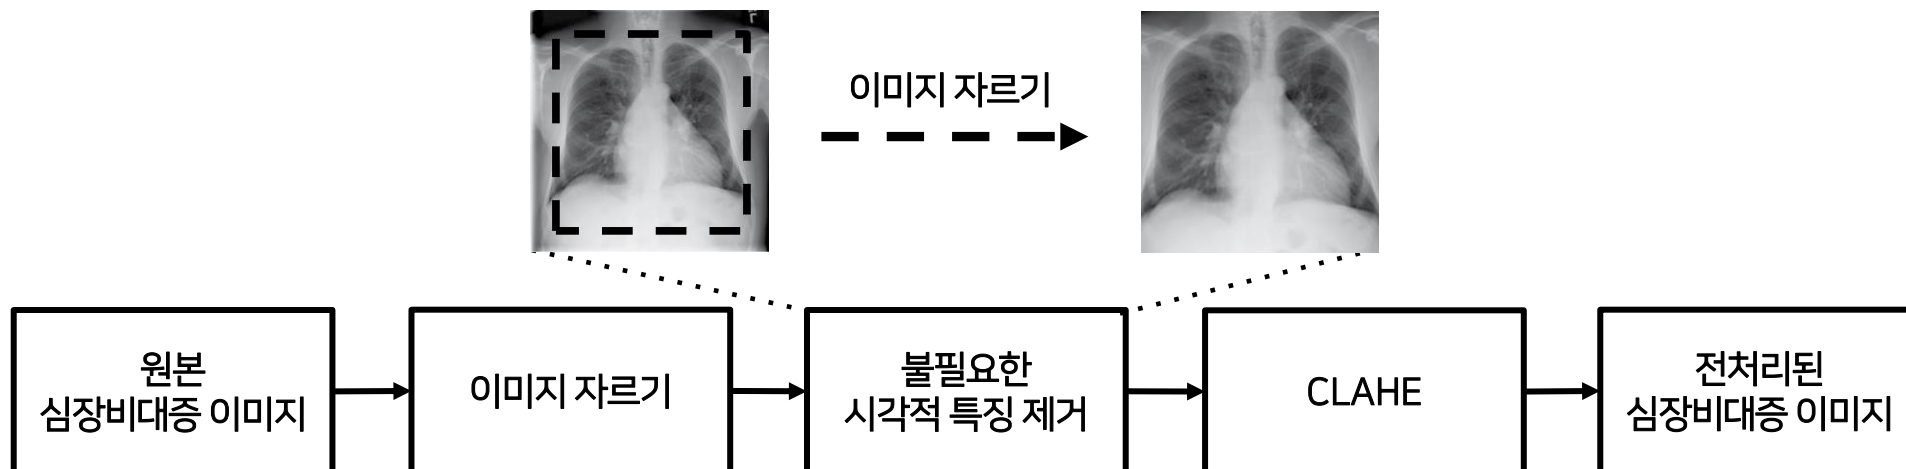 이미지 자르기
원본
심장비대증 이미지
이미지 자르기
불필요한
시각적 특징 제거
CLAHE
전처리된
심장비대증 이미지